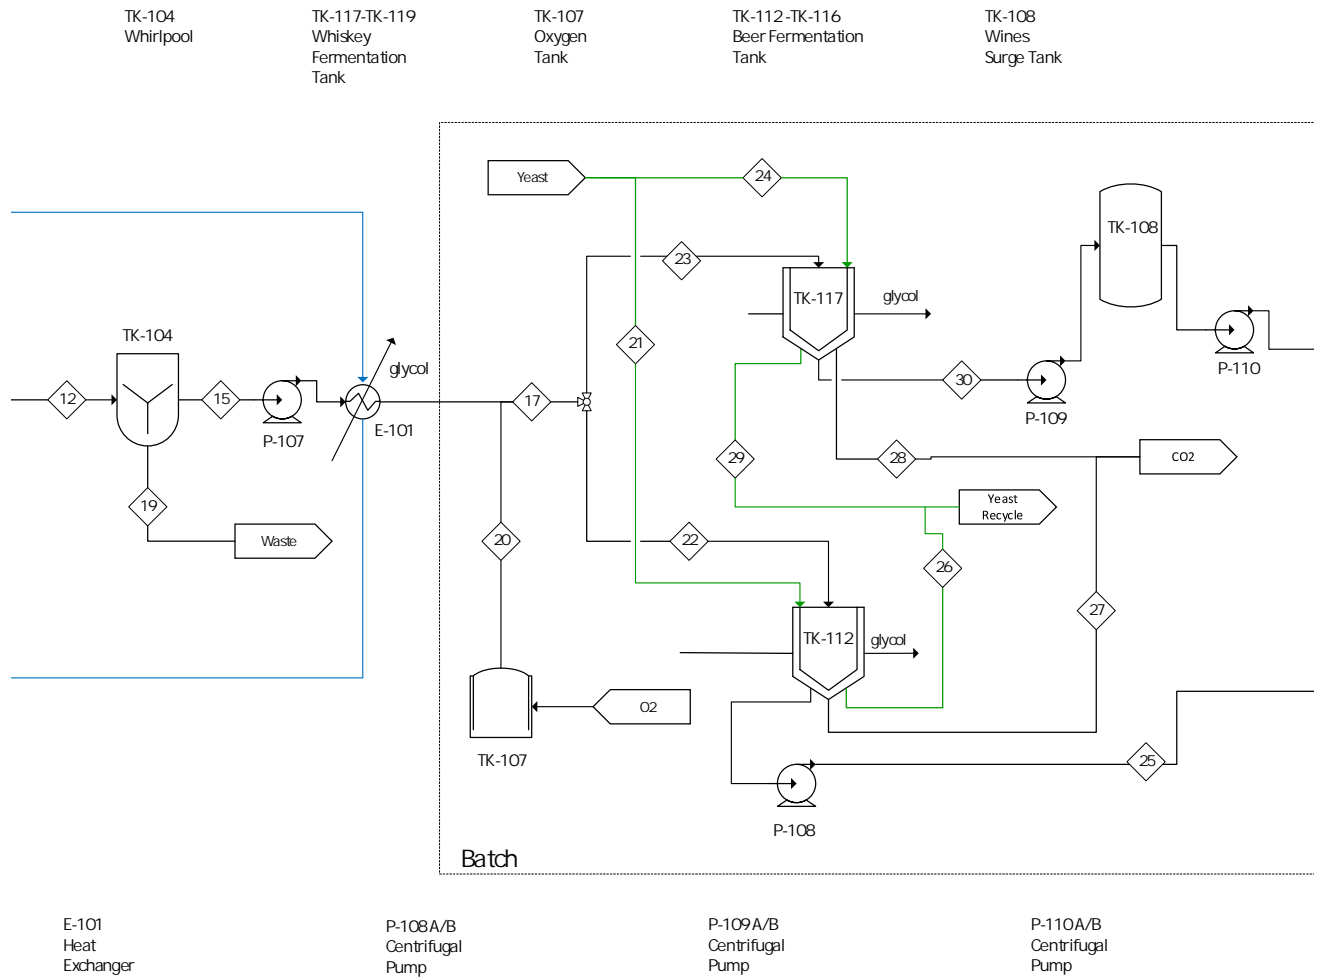 TK-104
Whirlpool
TK-117-TK-119
Whiskey
Fermentation
Tank
TK-107
Oxygen
Tank
TK-112-TK-116
Beer Fermentation
Tank
TK-108
Wines
Surge Tank
Yeast
24
TK-108
23
TK-117
glycol
TK-104
21
glycol
P-110
30
12
15
17
P-109
P-107
E-101
29
28
CO2
19
Yeast
Recycle
Waste
20
22
26
27
TK-112
glycol
O2
TK-107
25
P-108
Batch
E-101
Heat
Exchanger
P-108A/B
Centrifugal
Pump
P-109A/B
Centrifugal
Pump
P-110A/B
Centrifugal
Pump